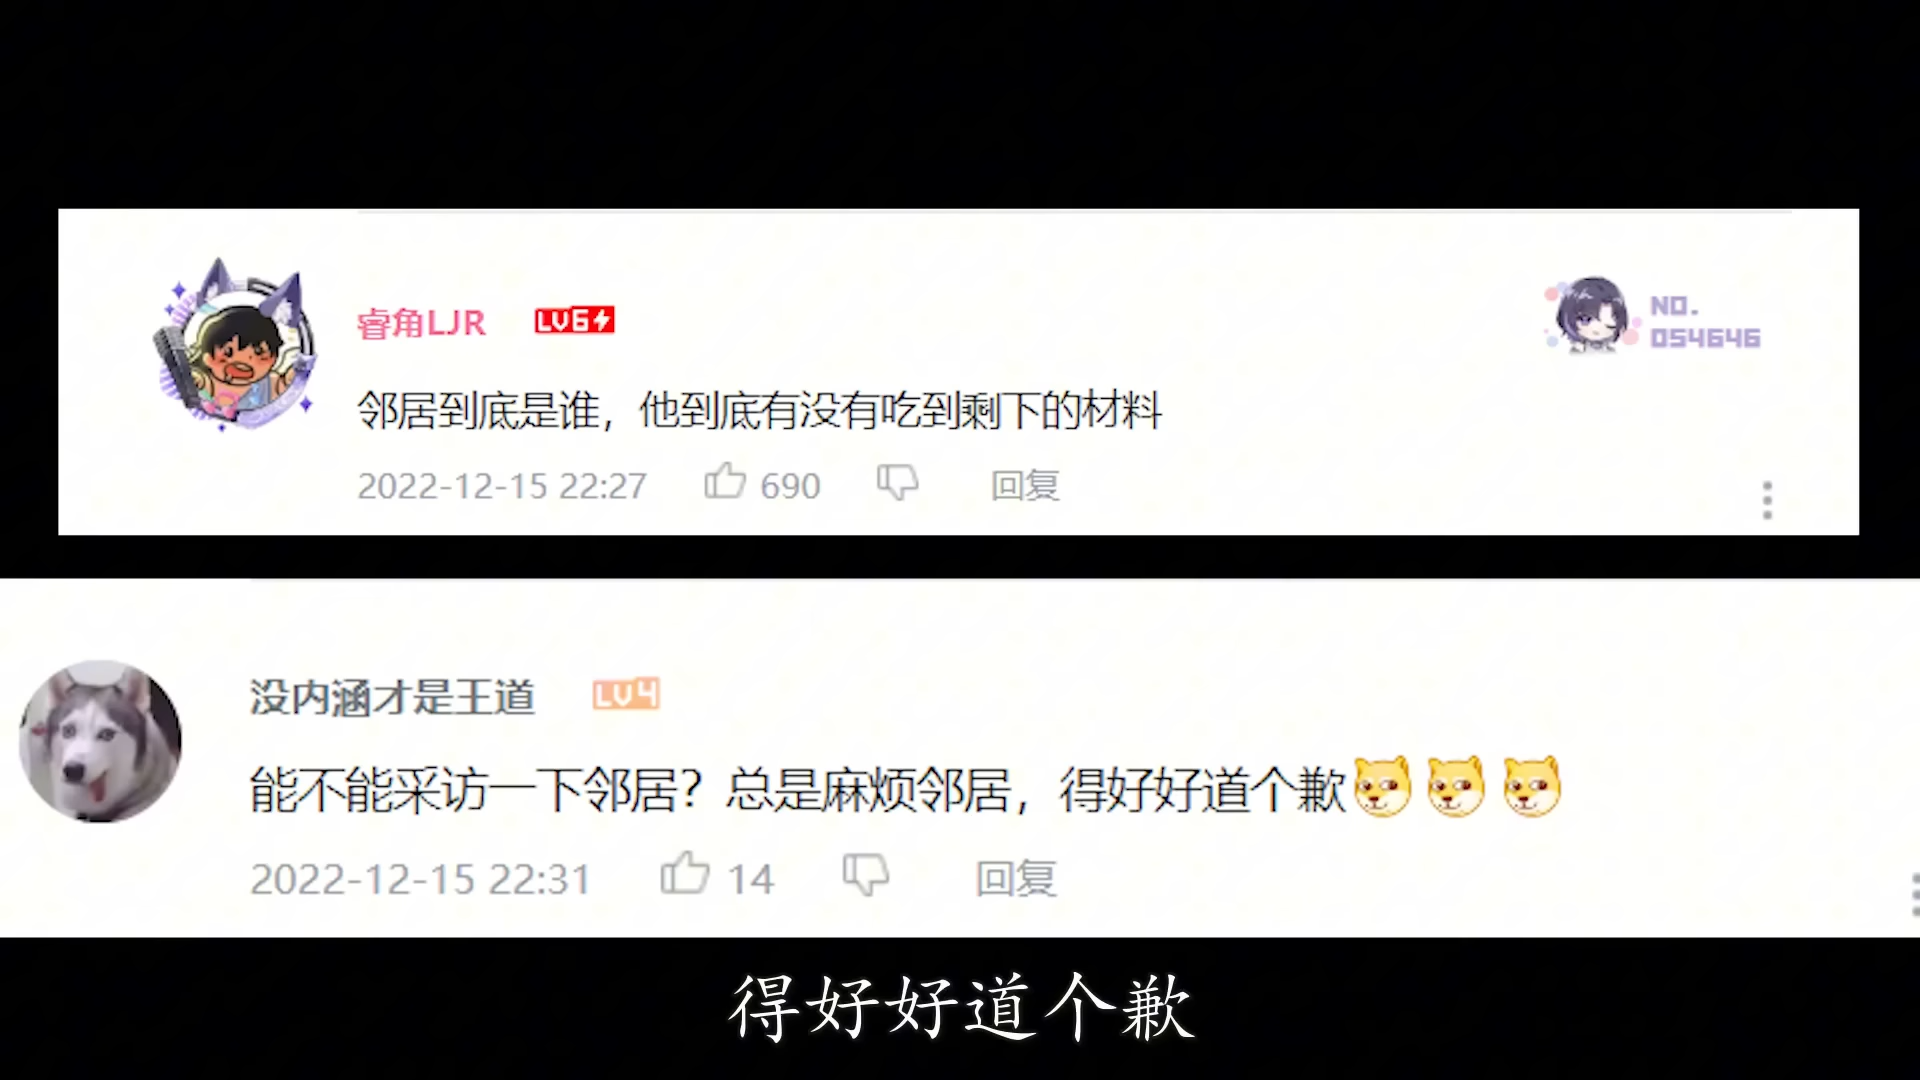 睿角LJR LV6
NO.
054646
邻居到底是谁，他到底有没有吃到剩下的材料
2022-12-15 22:27 690 回复
没内涵才是王道 LV4
能不能采访一下邻居？总是麻烦邻居，得好好道个歉
2022-12-15 22:31 14 回复
得好好道个歉